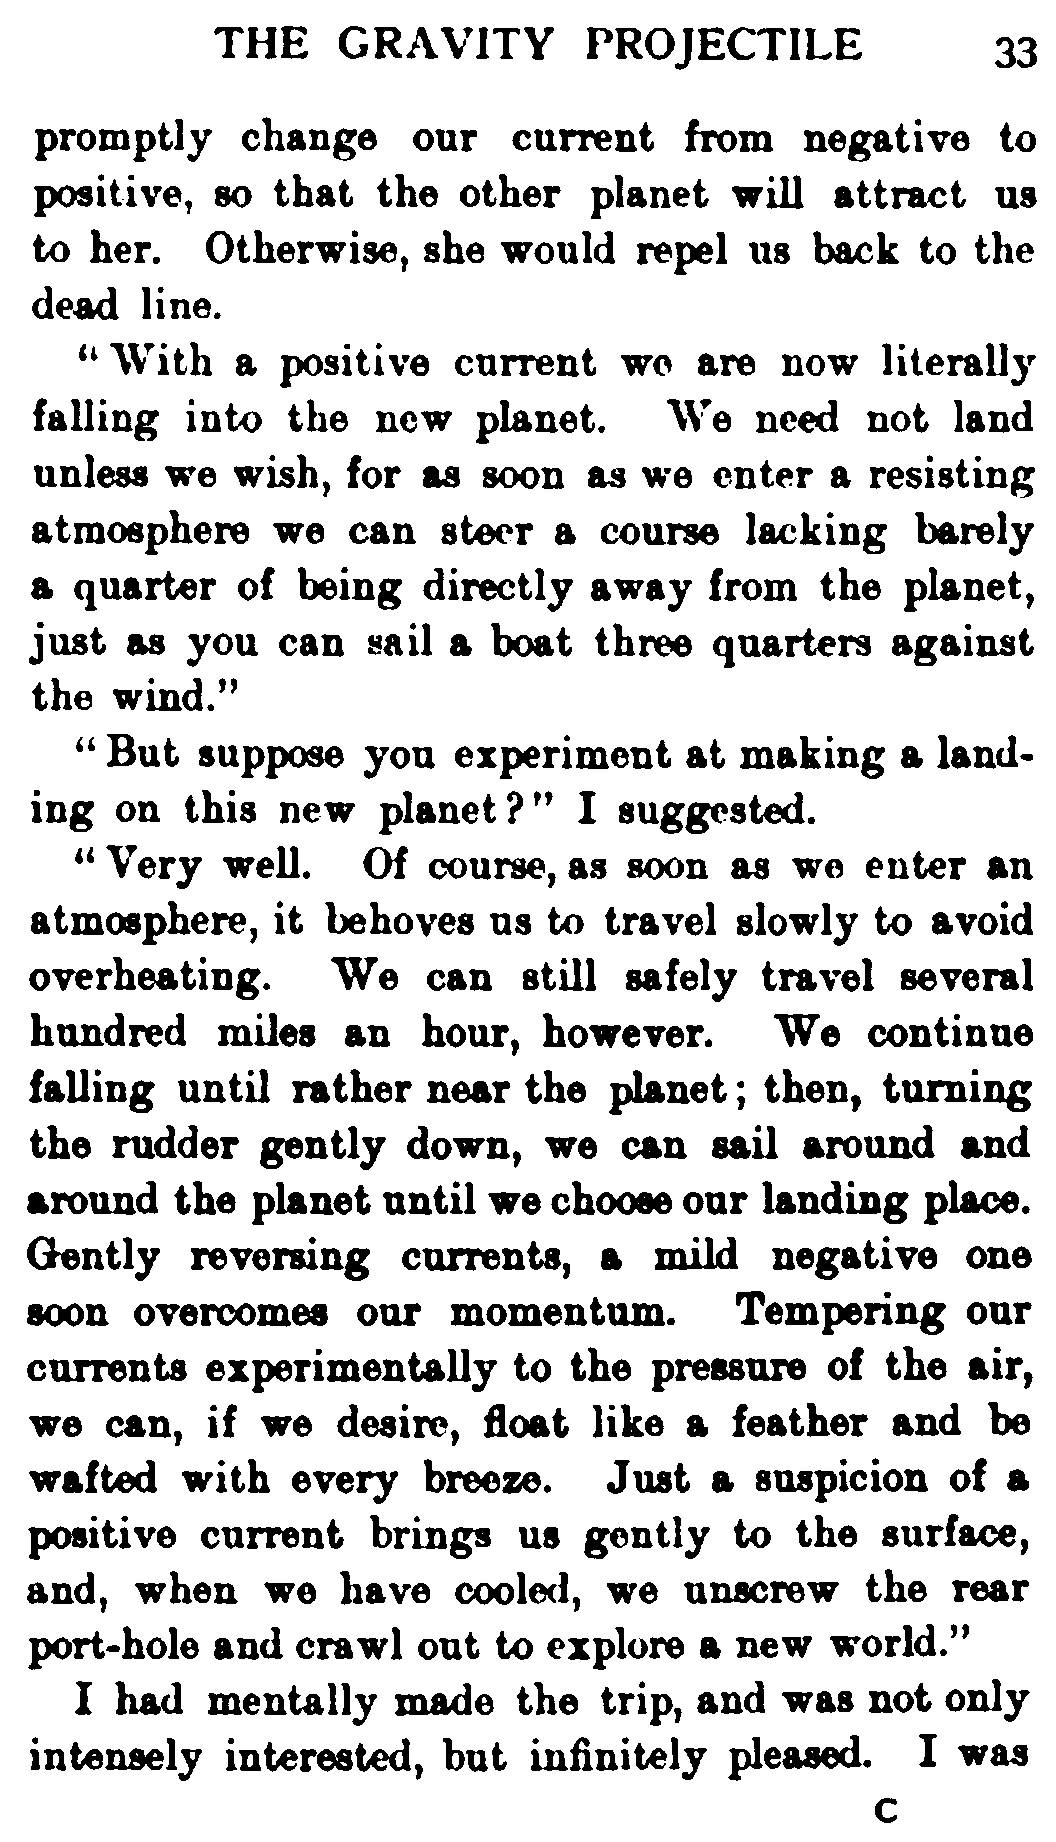 THE GRAVITY PROJECTILE 33
promptly change our current from negative to
positive, so that the other planet will attract us
to her. Otherwise, she would repel us back to the
dead line.
"With a positive current we are now literally
falling into the new planet. We need not land
unless we wish, for as soon as we enter a resisting
atmosphere we can steer a course lacking barely
a quarter of being directly away from the planet,
just as you can sail a boat three quarters against
the wind."
"But suppose you experiment at making a land-
ing on this new planet?" I suggested.
"Very well. Of course, as soon as we enter an
atmosphere, it behoves us to travel slowly to avoid
overheating. We can still safely travel several
hundred miles an hour, however. We continue
falling until rather near the planet; then, turning
the rudder gently down, we can sail around and
around the planet until we choose our landing place.
Gently reversing currents, a mild negative one
soon overcomes our momentum. Tempering our
currents experimentally to the pressure of the air,
we can, if we desire, float like a feather and be
wafted with every breeze. Just a suspicion of a
positive current brings us gently to the surface,
and, when we have cooled, we unscrew the rear
port-hole and crawl out to explore a new world."
I had mentally made the trip, and was not only
intensely interested, but infinitely pleased. I was
C